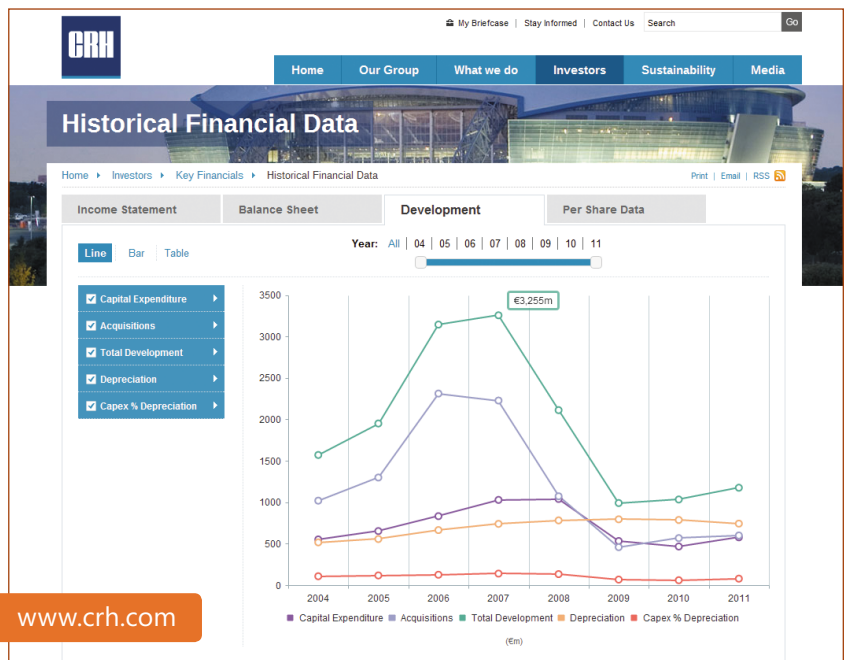 My Briefcase | Stay Informed | Contact Us Search Go
CRH
Home Our Group What we do Investors Sustainability Media
Historical Financial Data
Home Investors Key Financials Historical Financial Data
Print | Email | RSS
Income Statement Balance Sheet Development Per Share Data
Line Bar Table
Year: All | 04 | 05 | 06 | 07 | 08 | 09 | 10 | 11
Capital Expenditure
Acquisitions
Total Development
Depreciation
Capex % Depreciation
€3,255m
3500
3000
2500
2000
1500
1000
500
0
2004 2005 2006 2007 2008 2009 2010 2011
Capital Expenditure Acquisitions Total Development Depreciation Capex % Depreciation
(€m)
www.crh.com